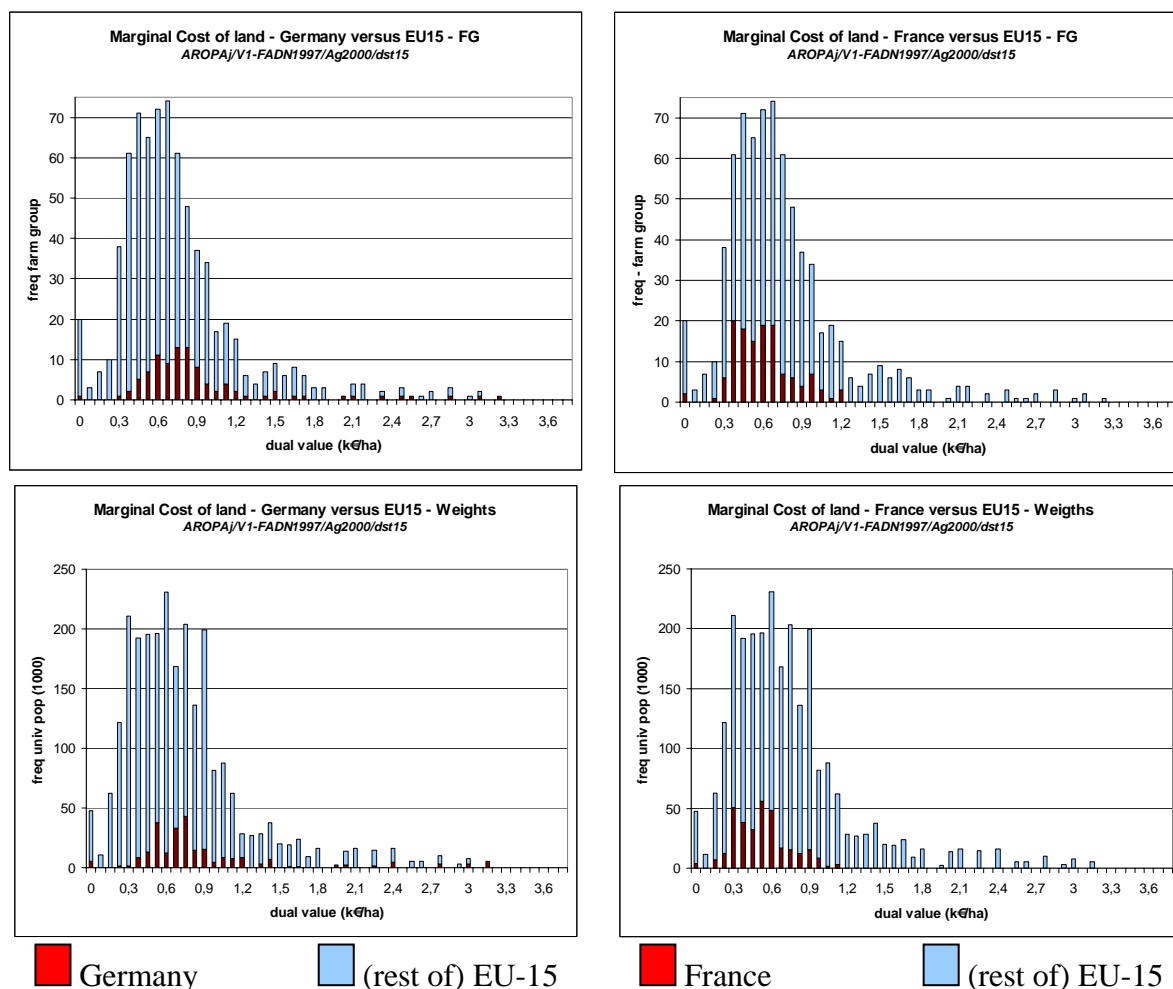 Marginal Cost of land - Germany versus EU15 - FG
AROPAj/V1-FADN1997/Ag2000/dst15
freq farm group
70
60
50
40
30
20
10
0
0 0,3 0,6 0,9 1,2 1,5 1,8 2,1 2,4 2,7 3 3,3 3,6
dual value (k€/ha)
Marginal Cost of land - France versus EU15 - FG
AROPAj/V1-FADN1997/Ag2000/dst15
freq - farm group
70
60
50
40
30
20
10
0
0 0,3 0,6 0,9 1,2 1,5 1,8 2,1 2,4 2,7 3 3,3 3,6
dual value (k€/ha)
Marginal Cost of land - Germany versus EU15 - Weights
AROPAj/V1-FADN1997/Ag2000/dst15
freq univ pop (1000)
250
200
150
100
50
0
0 0,3 0,6 0,9 1,2 1,5 1,8 2,1 2,4 2,7 3 3,3 3,6
dual value (k€/ha)
Marginal Cost of land - France versus EU15 - Weigths
AROPAj/V1-FADN1997/Ag2000/dst15
freq univ pop (1000)
250
200
150
100
50
0
0 0,3 0,6 0,9 1,2 1,5 1,8 2,1 2,4 2,7 3 3,3 3,6
dual value (k€/ha)
Germany (rest of) EU-15 France (rest of) EU-15